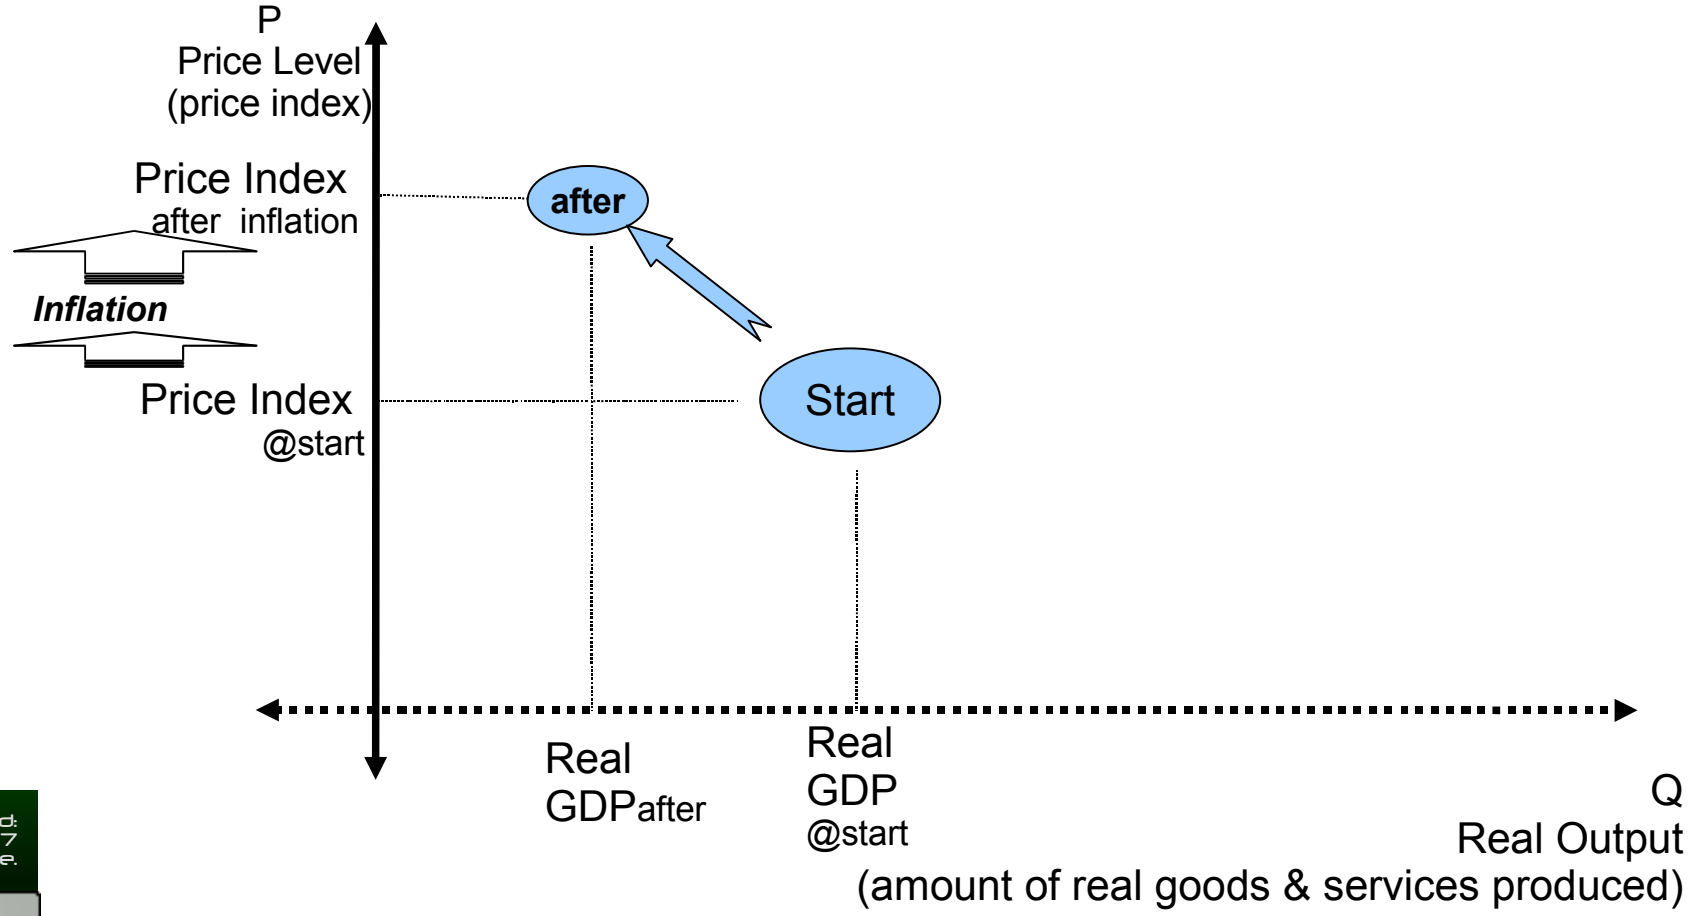 P
Price Level
(price index)
Price Index
after inflation
after
Inflation
Start
Price Index
@start
Real
GDPafter
Real
GDP
@start
Q
Real Output
(amount of real goods & services produced)